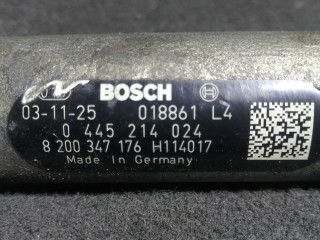 BOSCH
03-11-25 018861 L4
0 445 214 024
8 200 347 176 H114017
Made in Germany